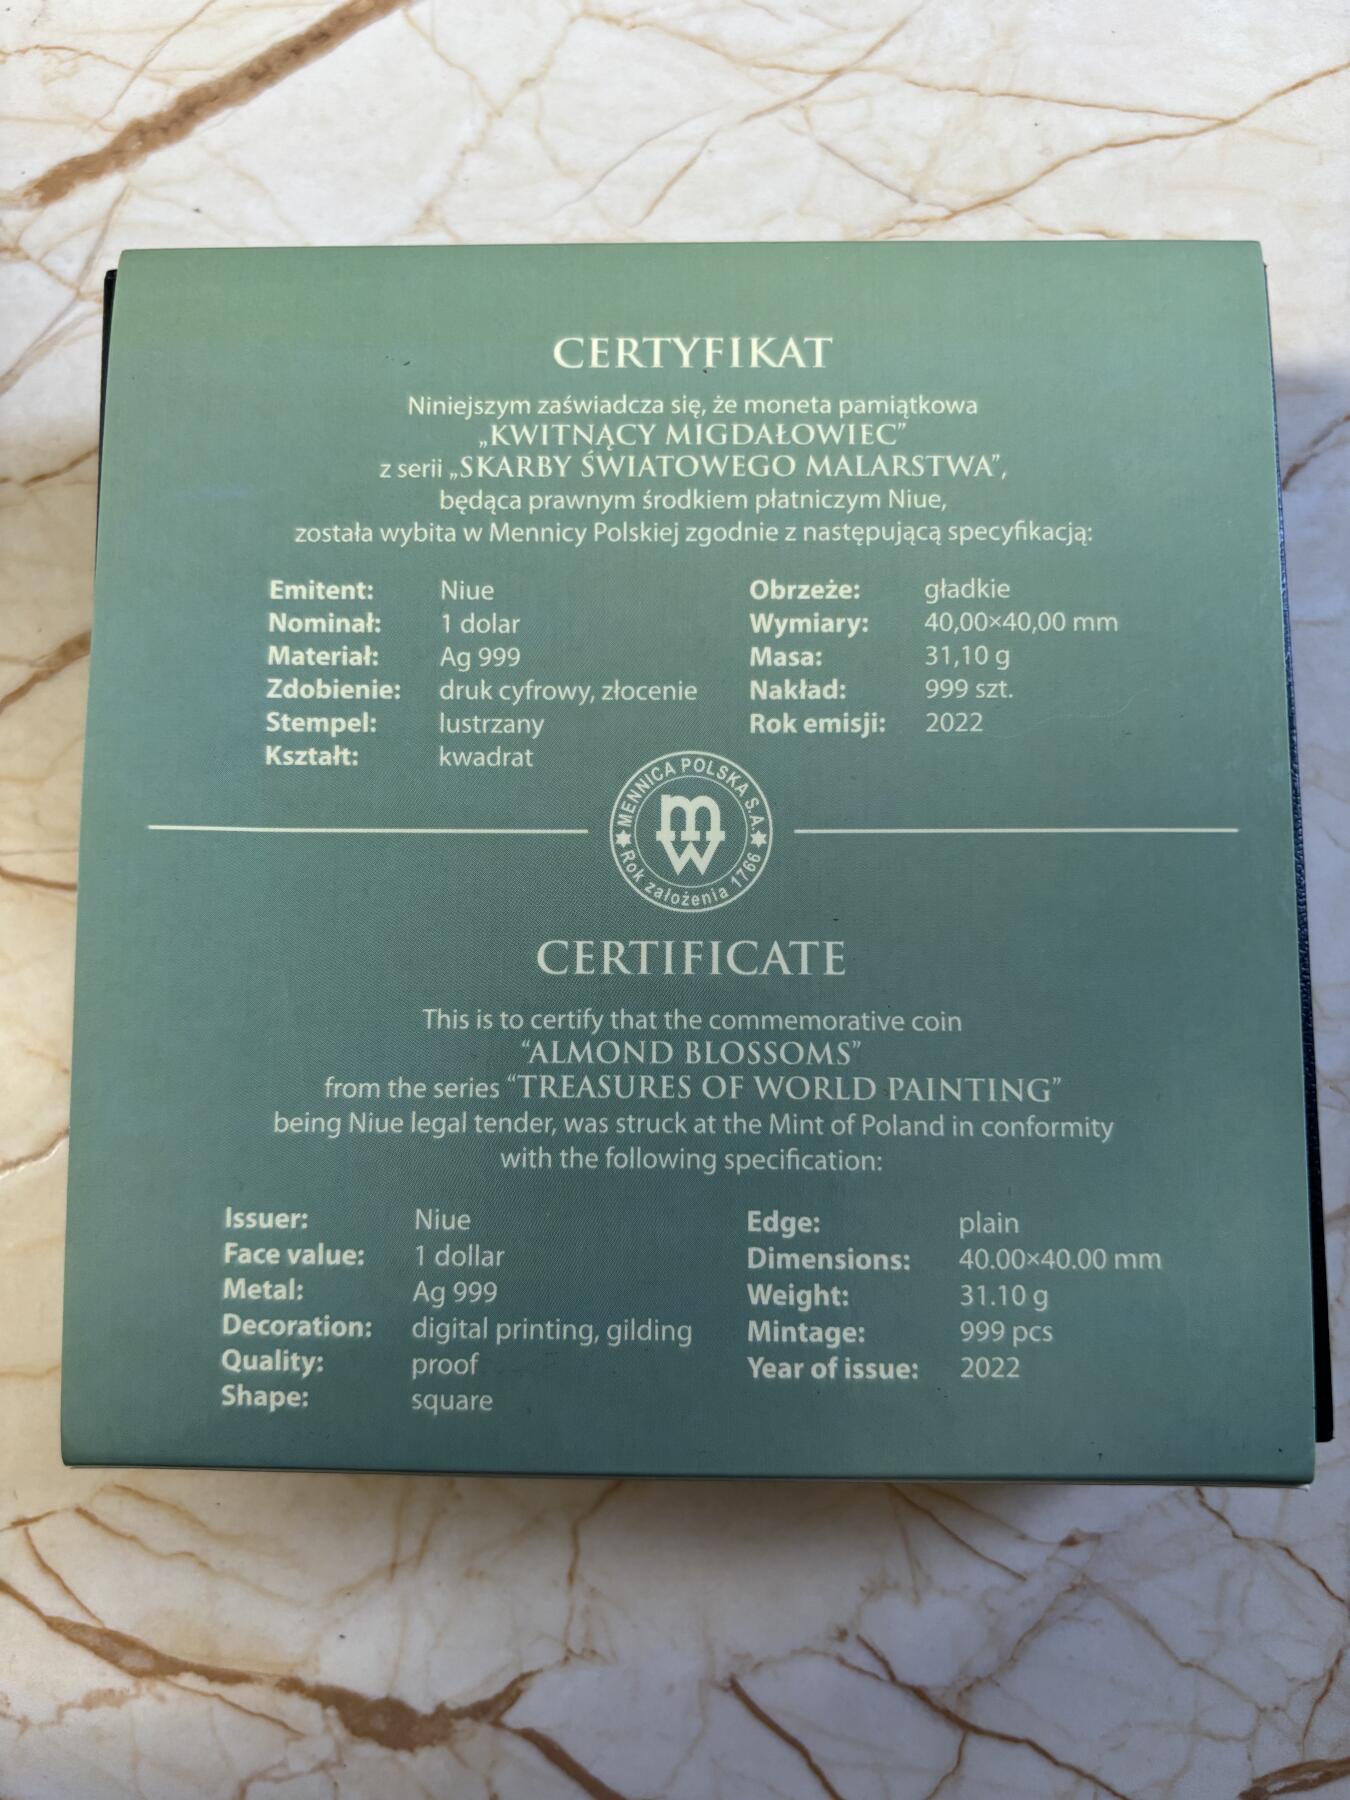 CERTYFIKAT
Niniejszym zaświadcza się, że moneta pamiątkowa
„KWITNĄCY MIGDAŁOWIEC”
z serii „SKARBY ŚWIATOWEGO MALARSTWA”,
będąca prawnym środkiem płatniczym Niue,
została wybita w Mennicy Polskiej zgodnie z następującą specyfikacją:
Emitent: Niue Obrzeże: gładkie
Nominał: 1 dolar Wymiary: 40,00×40,00 mm
Materiał: Ag 999 Masa: 31,10 g
Zdobienie: druk cyfrowy, złocenie Nakład: 999 szt.
Stempel: lustrzany Rok emisji: 2022
Kształt: kwadrat
MENNICA POLSKA S.A.
mw
Rok założenia 1766
CERTIFICATE
This is to certify that the commemorative coin
“ALMOND BLOSSOMS”
from the series “TREASURES OF WORLD PAINTING”
being Niue legal tender, was struck at the Mint of Poland in conformity
with the following specification:
Issuer: Niue Edge: plain
Face value: 1 dollar Dimensions: 40.00×40.00 mm
Metal: Ag 999 Weight: 31.10 g
Decoration: digital printing, gilding Mintage: 999 pcs
Quality: proof Year of issue: 2022
Shape: square